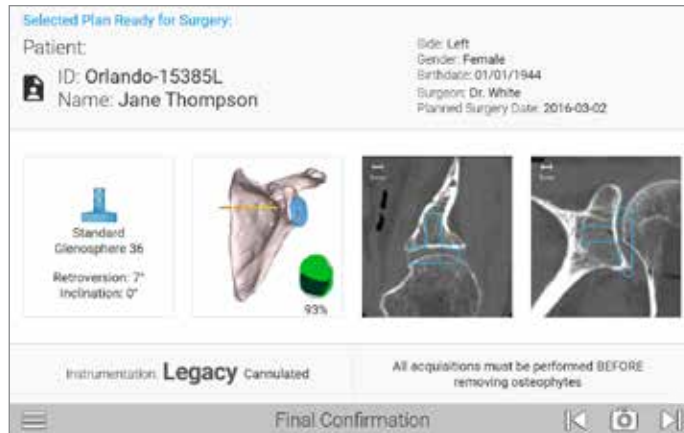 Selected Plan Ready for Surgery:
Patient:
ID: Orlando-15385L
Name: Jane Thompson
Side: Left
Gender: Female
Birthdate: 01/01/1944
Surgeon: Dr. White
Planned Surgery Date: 2016-03-02
Standard
Glenosphere 36
Retroversion: 7°
Inclination: 0°
93%
Instrumentation: Legacy Cannulated
All acquisitions must be performed BEFORE
removing osteophytes
Final Confirmation